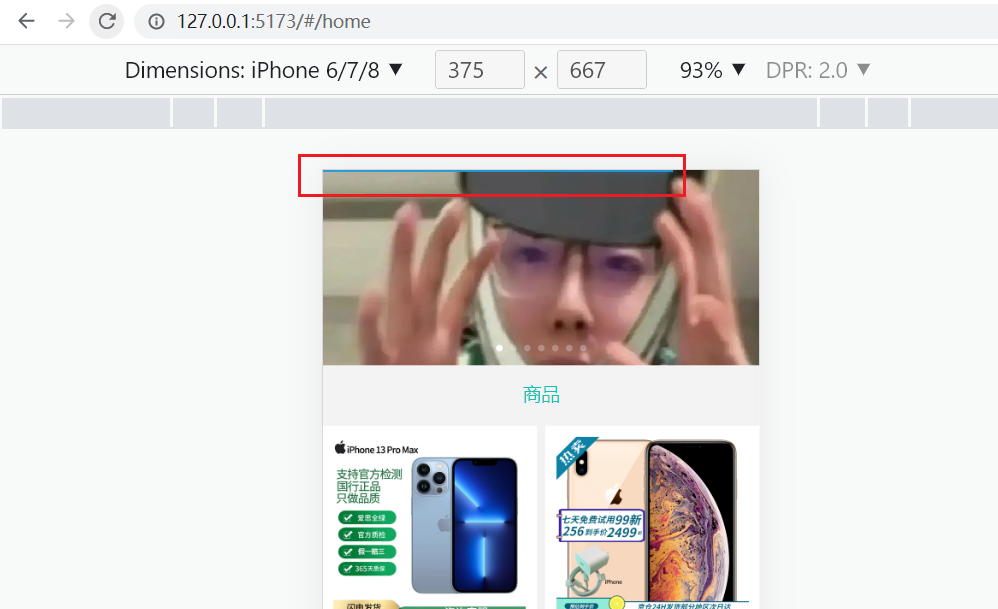 127.0.0.1:5173/#/home
Dimensions: iPhone 6/7/8 ▼ 375 × 667 93% ▼ DPR: 2.0 ▼
商品
iPhone 13 Pro Max
支持官方检测
国行正品
只做品质
爱思全绿
官方质检
假一赔三
365天质保
闪电发货
热卖
七天免费试用99新
256到手价2499
iPhone